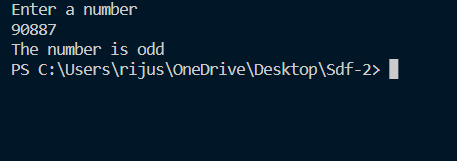 Enter a number
90887
The number is odd
PS C:\Users\rijus\OneDrive\Desktop\Sdf-2>